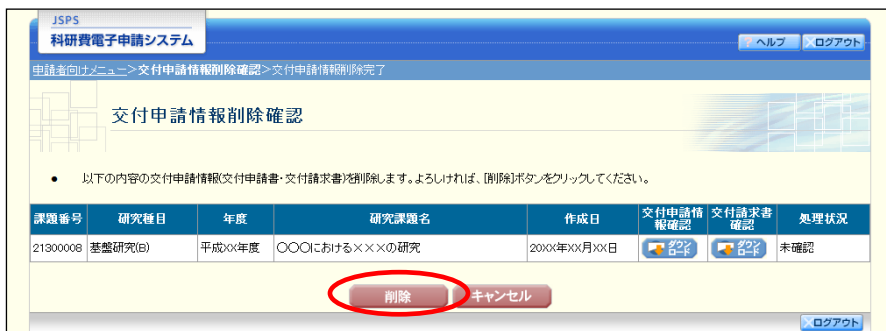 JSPS
科研費電子申請システム
? ヘルプ ×ログアウト
申請者向けメニュー>交付申請情報削除確認>交付申請情報削除完了
交付申請情報削除確認
● 以下の内容の交付申請情報(交付申請書・交付請求書)を削除します。よろしければ、[削除]ボタンをクリックしてください。
課題番号 研究種目 年度 研究課題名 作成日 交付申請情報確認 交付請求書確認 処理状況
21300008 基盤研究(B) 平成XX年度 〇〇〇における×××の研究 20XX年XX月XX日 ダウンロード ダウンロード 未確認
削除 キャンセル
×ログアウト